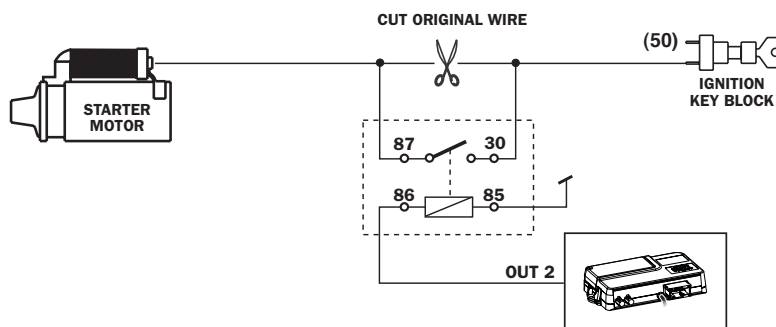 CUT ORIGINAL WIRE
(50)
IGNITION
KEY BLOCK
STARTER
MOTOR
87 30
86 85
OUT 2